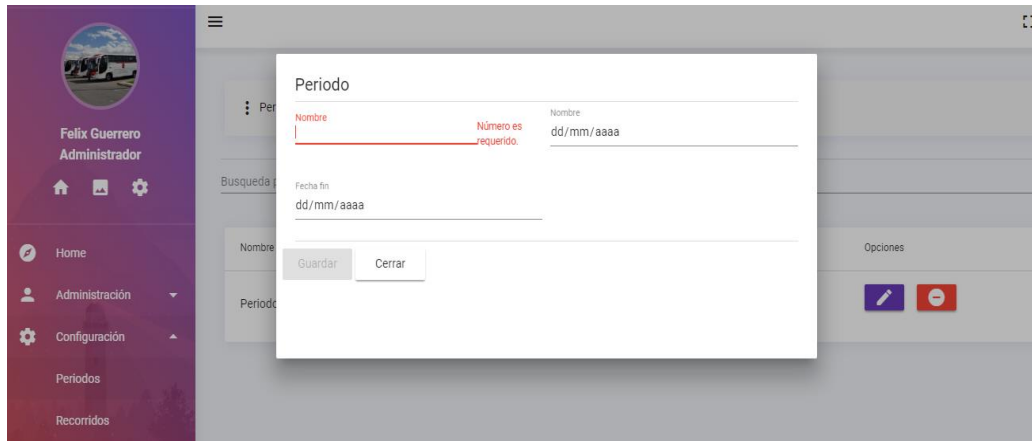 Felix Guerrero
Administrador
Home
Administración
Configuración
Periodos
Recorridos
Per
Busqueda p
Nombre
Opciones
Periodo
Periodo
Nombre
Número es
requerido.
Nombre
dd/mm/aaaa
Fecha fin
dd/mm/aaaa
Guardar
Cerrar